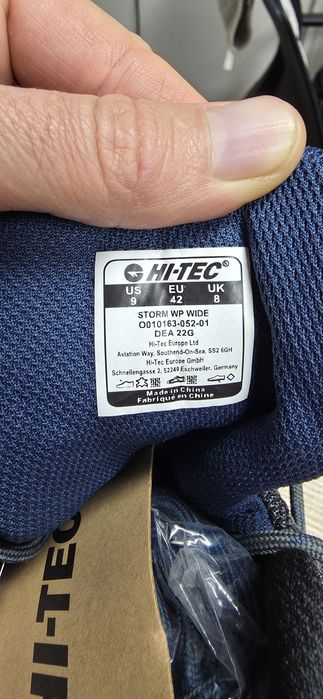 HI-TEC®
US EU UK
9 42 8
STORM WP WIDE
O010163-052-01
DEA 22G
Hi-Tec Europe Ltd
Aviation Way, Southend-On-Sea, SS2 6GH
Hi-Tec Europe GmbH
Schnellengasse 2, 52249 Eschweiler, Germany
Made in China
Fabriqué en Chine
HI-TEC